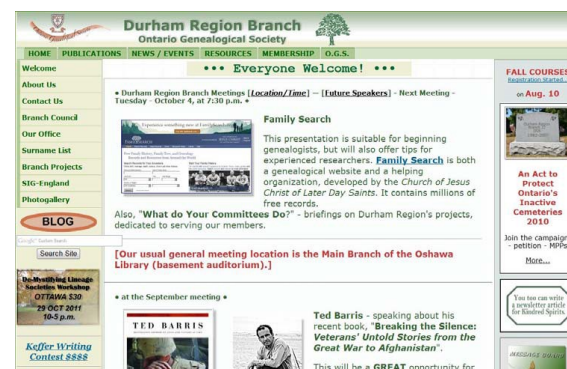 Durham Region Branch
Ontario Genealogical Society
HOME PUBLICATIONS NEWS / EVENTS RESOURCES MEMBERSHIP O.G.S.
Welcome
About Us
Contact Us
Branch Council
Our Office
Surname List
Branch Projects
SIG-England
Photogallery
BLOG
Search Site
De-Mystifying Lineage
Societies Workshop
OTTAWA $30
29 OCT 2011
10-5 p.m.
Keffer Writing
Contest $$$$
••• Everyone Welcome! •••
• Durham Region Branch Meetings [Location/Time] — [Future Speakers] - Next Meeting -
Tuesday - October 4, at 7:30 p.m. •
Family Search
This presentation is suitable for beginning
genealogists, but will also offer tips for
experienced researchers. Family Search is both
a genealogical website and a helping
organization, developed by the Church of Jesus
Christ of Later Day Saints. It contains millions of
free records.
Also, "What do Your Committees Do?" - briefings on Durham Region's projects,
dedicated to serving our members.
[Our usual general meeting location is the Main Branch of the Oshawa
Library (basement auditorium).]
• at the September meeting •
TED BARRIS
Ted Barris - speaking about his
recent book, "Breaking the Silence:
Veterans' Untold Stories from the
Great War to Afghanistan".
This will be a GREAT opportunity for
FALL COURSES
Registration Started...
on Aug. 10
An Act to
Protect
Ontario's
Inactive
Cemeteries
2010
Join the campaign
- petition - MPPs
More....
You too can write
a newsletter article
for Kindred Spirits.
MESSAGE BOARD